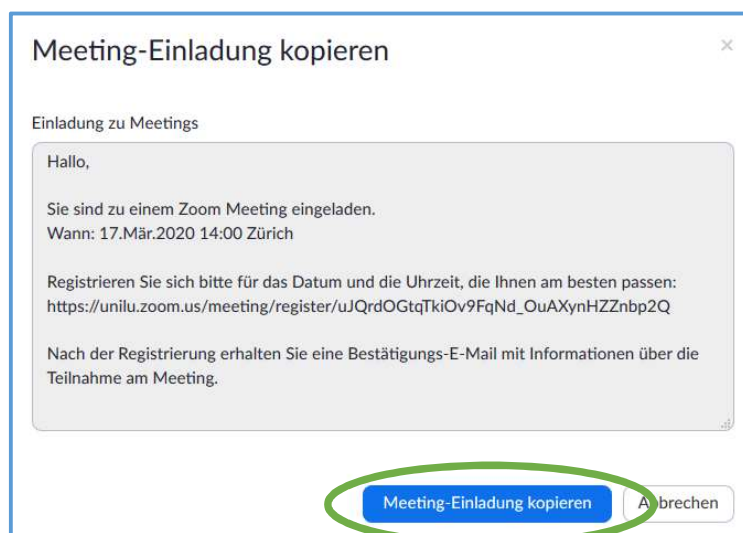 Meeting-Einladung kopieren
×
Einladung zu Meetings
Hallo,
Sie sind zu einem Zoom Meeting eingeladen.
Wann: 17.Mär.2020 14:00 Zürich
Registrieren Sie sich bitte für das Datum und die Uhrzeit, die Ihnen am besten passen:
https://unilu.zoom.us/meeting/register/uJQrdOGtqTkiOv9FqNd_OuAXynHZZnbp2Q
Nach der Registrierung erhalten Sie eine Bestätigungs-E-Mail mit Informationen über die
Teilnahme am Meeting.
Meeting-Einladung kopieren Abbrechen